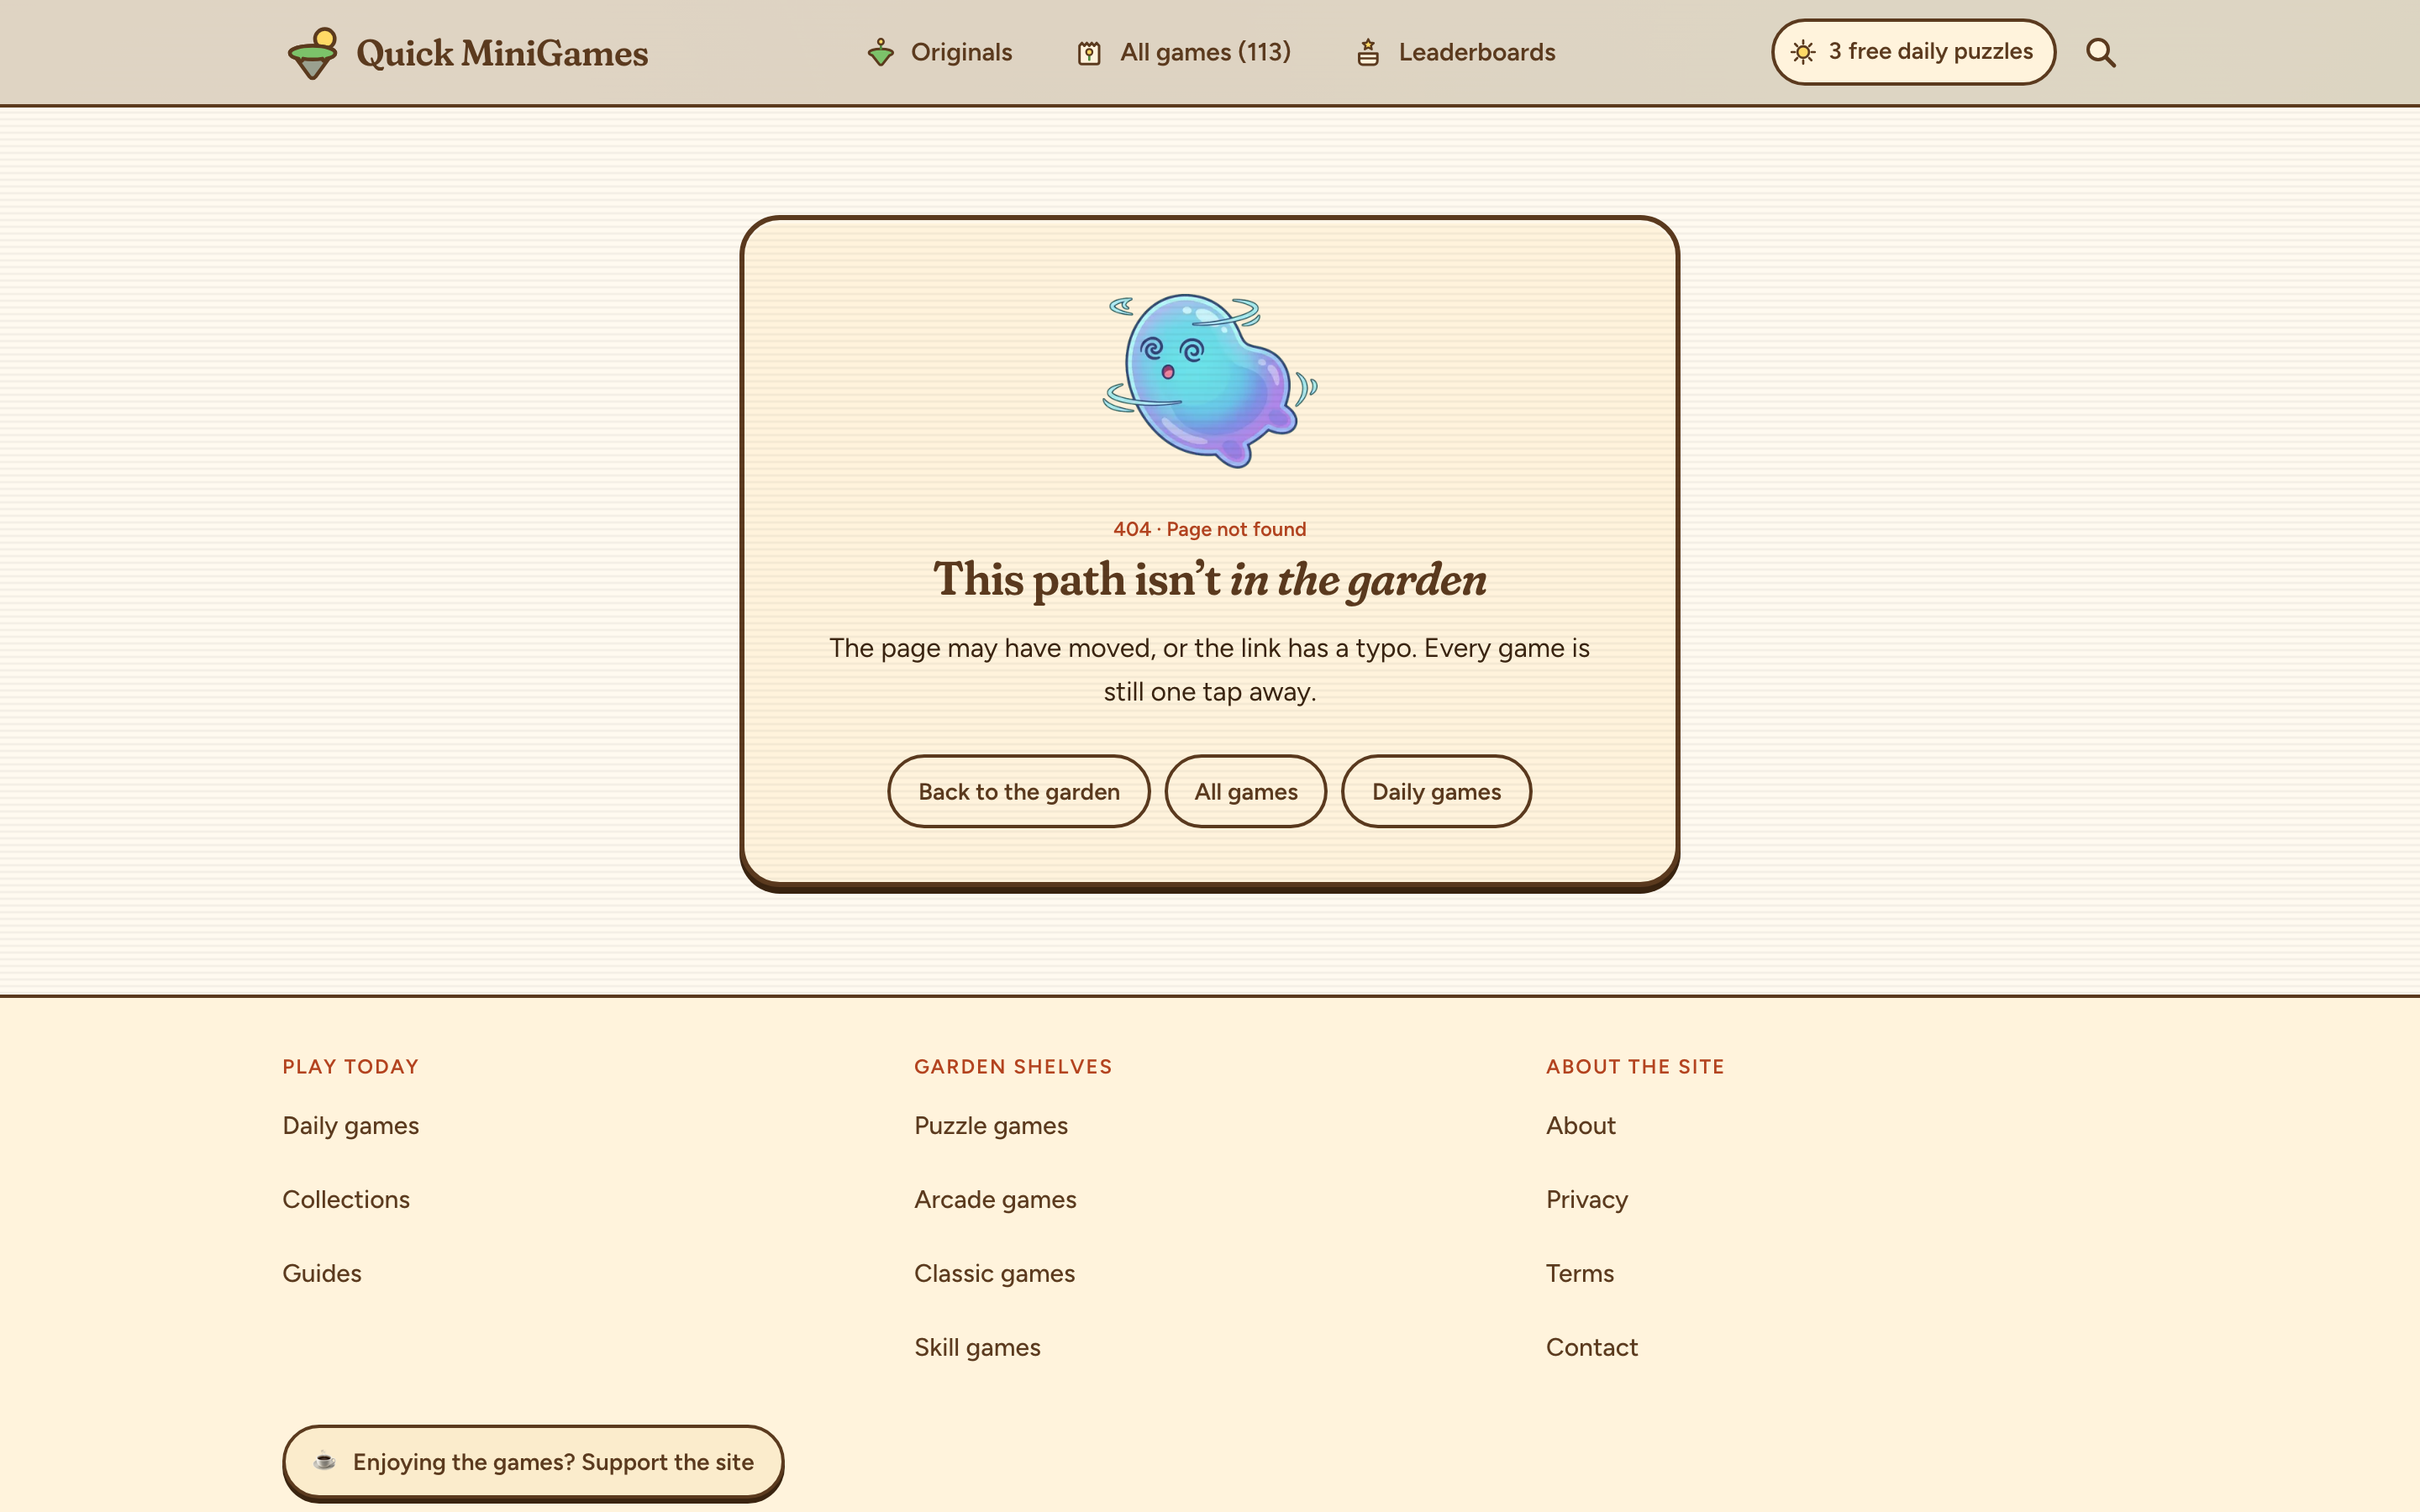 Quick MiniGames
Originals
All games (113)
Leaderboards
3 free daily puzzles
404 · Page not found
This path isn’t in the garden
The page may have moved, or the link has a typo. Every game is
still one tap away.
Back to the garden
All games
Daily games
PLAY TODAY
Daily games
Collections
Guides
GARDEN SHELVES
Puzzle games
Arcade games
Classic games
Skill games
ABOUT THE SITE
About
Privacy
Terms
Contact
Enjoying the games? Support the site